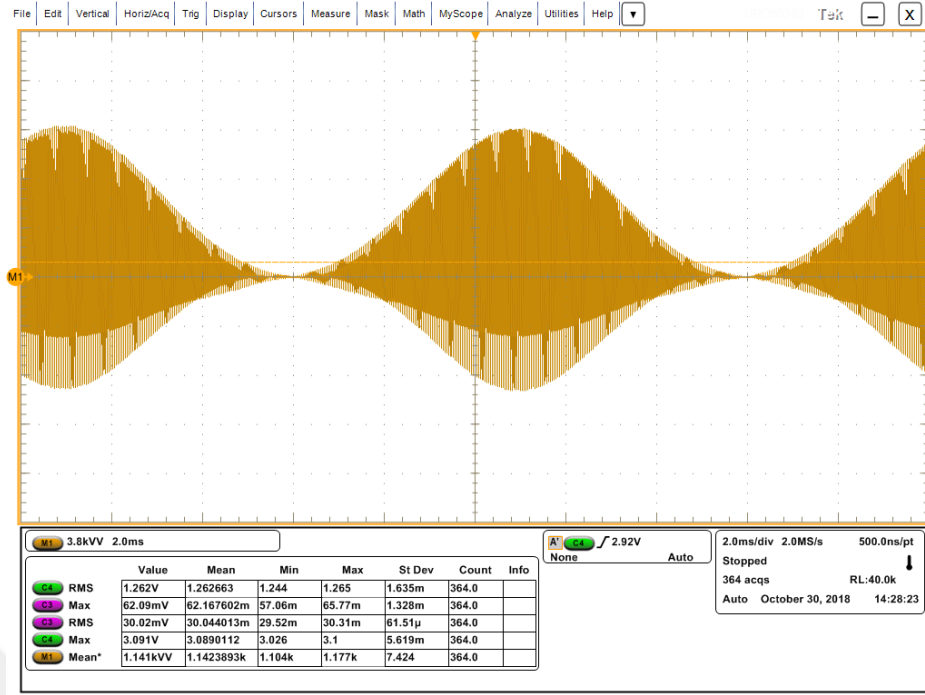 File Edit Vertical Horiz/Acq Trig Display Cursors Measure Mask Math MyScope Analyze Utilities Help Tek X
M1
M1 3.8kVV 2.0ms
A' C4 2.92V
None Auto
2.0ms/div 2.0MS/s 500.0ns/pt
Stopped
364 acqs RL:40.0k
Auto October 30, 2018 14:28:23
Value Mean Min Max St Dev Count Info
C4 RMS 1.262V 1.262663 1.244 1.265 1.635m 364.0
C3 Max 62.09mV 62.167602m 57.06m 65.77m 1.328m 364.0
C3 RMS 30.02mV 30.044013m 29.52m 30.31m 61.51µ 364.0
C4 Max 3.091V 3.0890112 3.026 3.1 5.619m 364.0
M1 Mean* 1.141kVV 1.1423893k 1.104k 1.177k 7.424 364.0